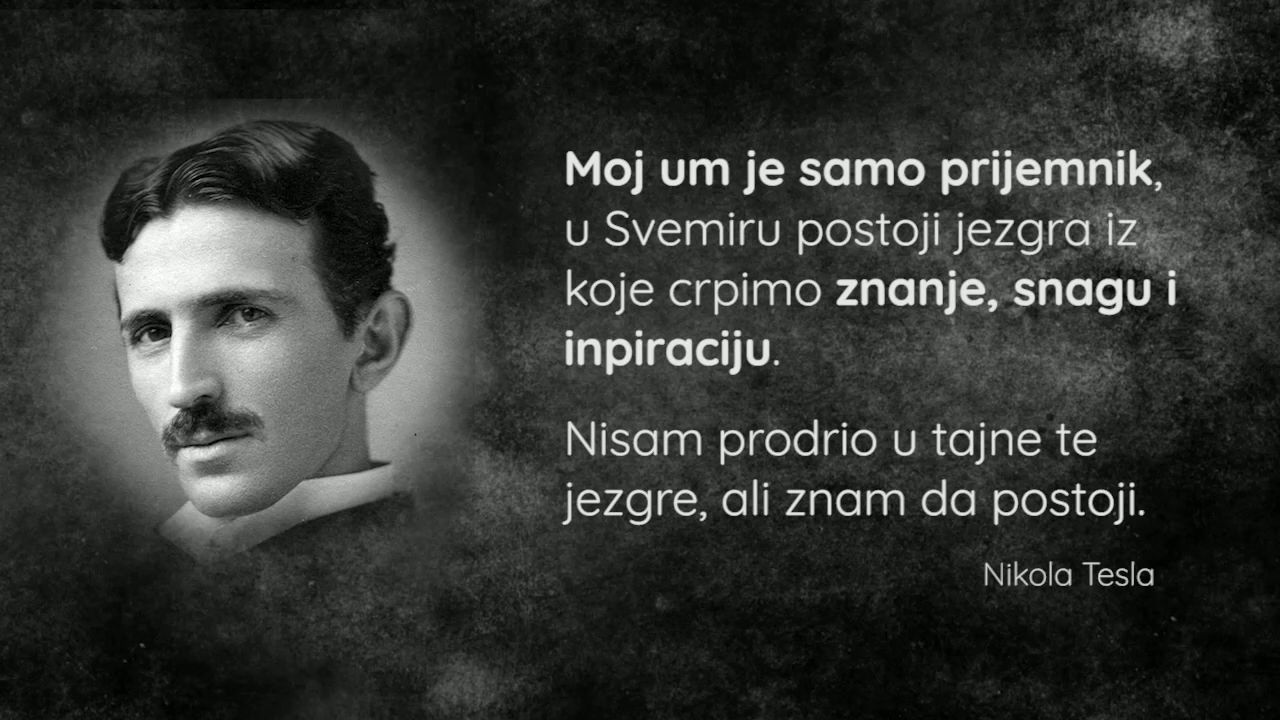 Moj um je samo prijemnik,
u Svemiru postoji jezgra iz
koje crpimo znanje, snagu i
inpiraciju.
Nisam prodrio u tajne te
jezgre, ali znam da postoji.
Nikola Tesla